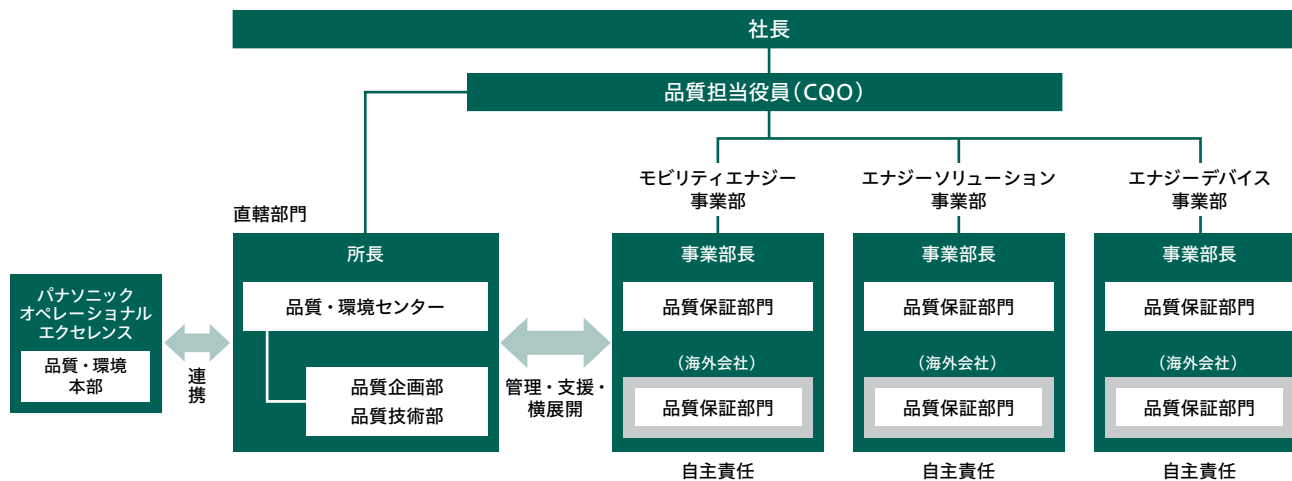 社長
品質担当役員（CQO）
モビリティエナジー
事業部
エナジーソリューション
事業部
エナジーデバイス
事業部
直轄部門
所長
品質・環境センター
品質企画部
品質技術部
パナソニック
オペレーショナル
エクセレンス
品質・環境
本部
連携
管理・支援・
横展開
事業部長
品質保証部門
（海外会社）
品質保証部門
自主責任
事業部長
品質保証部門
（海外会社）
品質保証部門
自主責任
事業部長
品質保証部門
（海外会社）
品質保証部門
自主責任